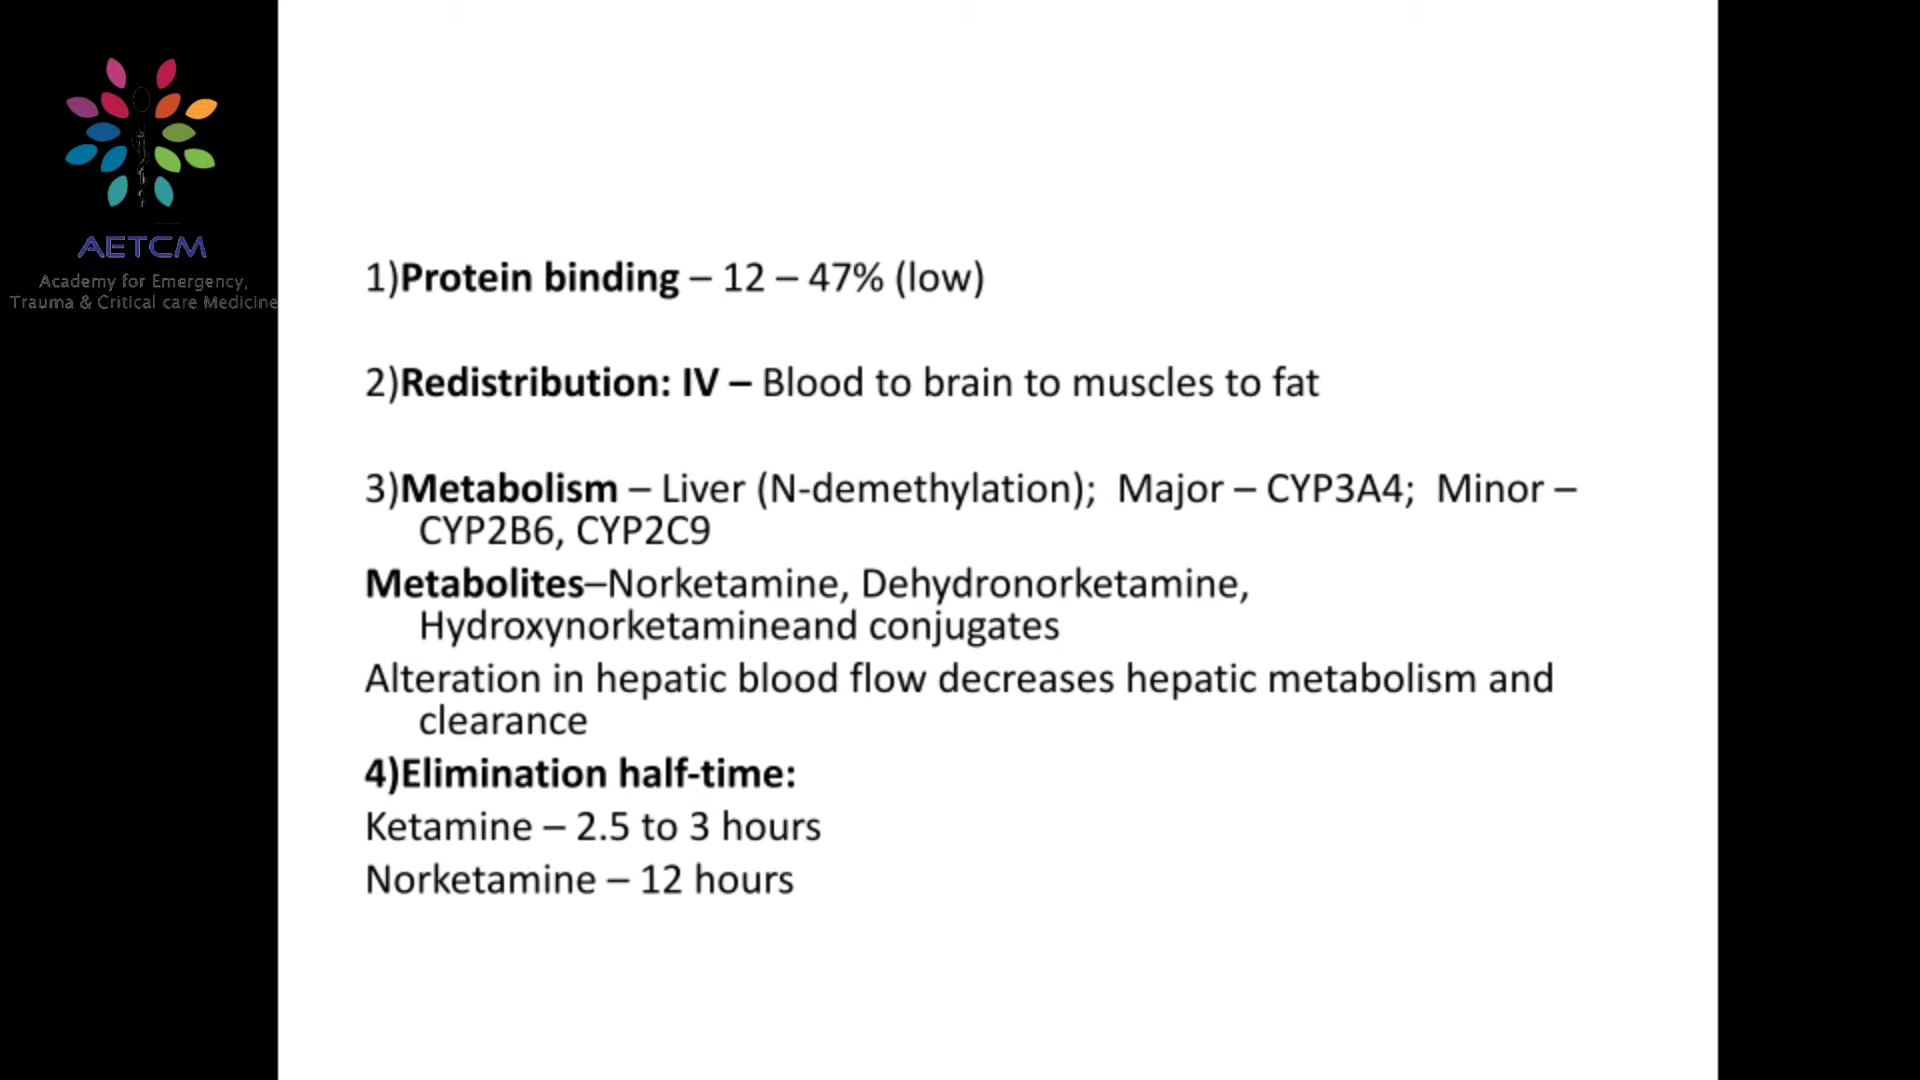 AETCM
Academy for Emergency,
Trauma & Critical care Medicine
1)Protein binding – 12 – 47% (low)
2)Redistribution: IV – Blood to brain to muscles to fat
3)Metabolism – Liver (N-demethylation); Major – CYP3A4; Minor –
CYP2B6, CYP2C9
Metabolites–Norketamine, Dehydronorketamine,
Hydroxynorketamineand conjugates
Alteration in hepatic blood flow decreases hepatic metabolism and
clearance
4)Elimination half-time:
Ketamine – 2.5 to 3 hours
Norketamine – 12 hours